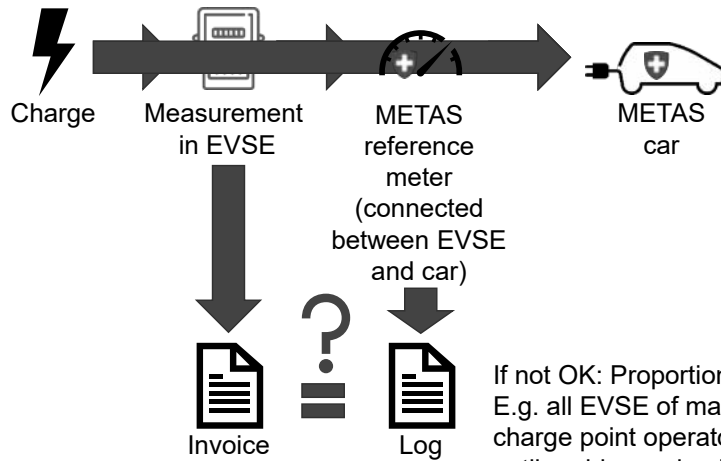 Charge
Measurement
in EVSE
METAS
reference
meter
(connected
between EVSE
and car)
METAS
car
?
=
Invoice
Log
If not OK: Proportion
E.g. all EVSE of ma
charge point operato